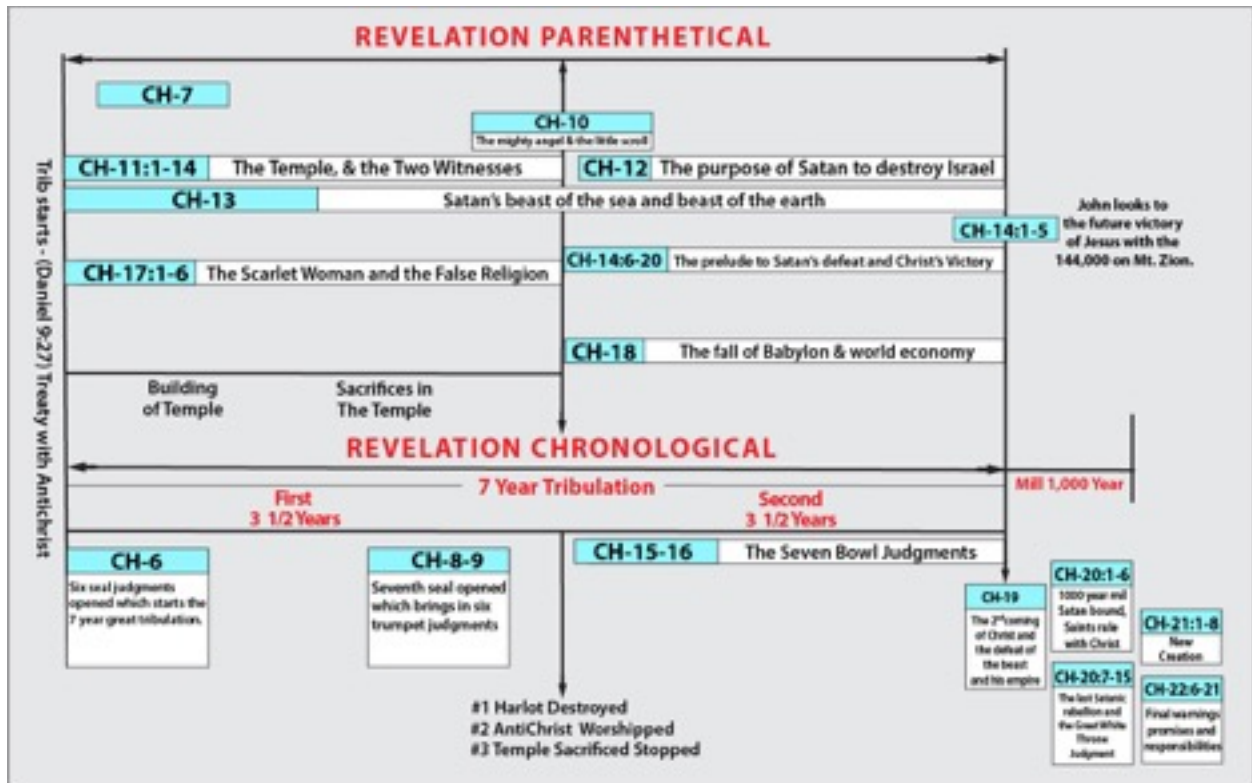 REVELATION PARENTHETICAL
CH-7
CH-10
The mighty angel & the little scroll
CH-11:1-14 The Temple, & the Two Witnesses
CH-12 The purpose of Satan to destroy Israel
CH-13 Satan's beast of the sea and beast of the earth
CH-14:1-5
John looks to
the future victory
of Jesus with the
144,000 on Mt. Zion.
CH-17:1-6 The Scarlet Woman and the False Religion
CH-14:6-20 The prelude to Satan's defeat and Christ's Victory
CH-18 The fall of Babylon & world economy
Building
of Temple
Sacrifices in
The Temple
Trib starts - (Daniel 9:27) Treaty with Antichrist
REVELATION CHRONOLOGICAL
7 Year Tribulation
Mill 1,000 Year
First
3 1/2 Years
Second
3 1/2 Years
CH-6
Six seal judgments
opened which starts the
7 year great tribulation.
CH-8-9
Seventh seal opened
which brings in six
trumpet judgments
CH-15-16 The Seven Bowl Judgments
CH-19
The 2nd coming
of Christ and
the defeat of
the beast
and his empire
CH-20:1-6
1000 year mil
Satan bound,
Saints rule
with Christ
CH-21:1-8
New
Creation
CH-20:7-15
The last Satanic
rebellion and
the Great White
Throne
Judgment
CH-22:6-21
Final warnings
promises and
responsibilities
#1 Harlot Destroyed
#2 AntiChrist Worshipped
#3 Temple Sacrificed Stopped